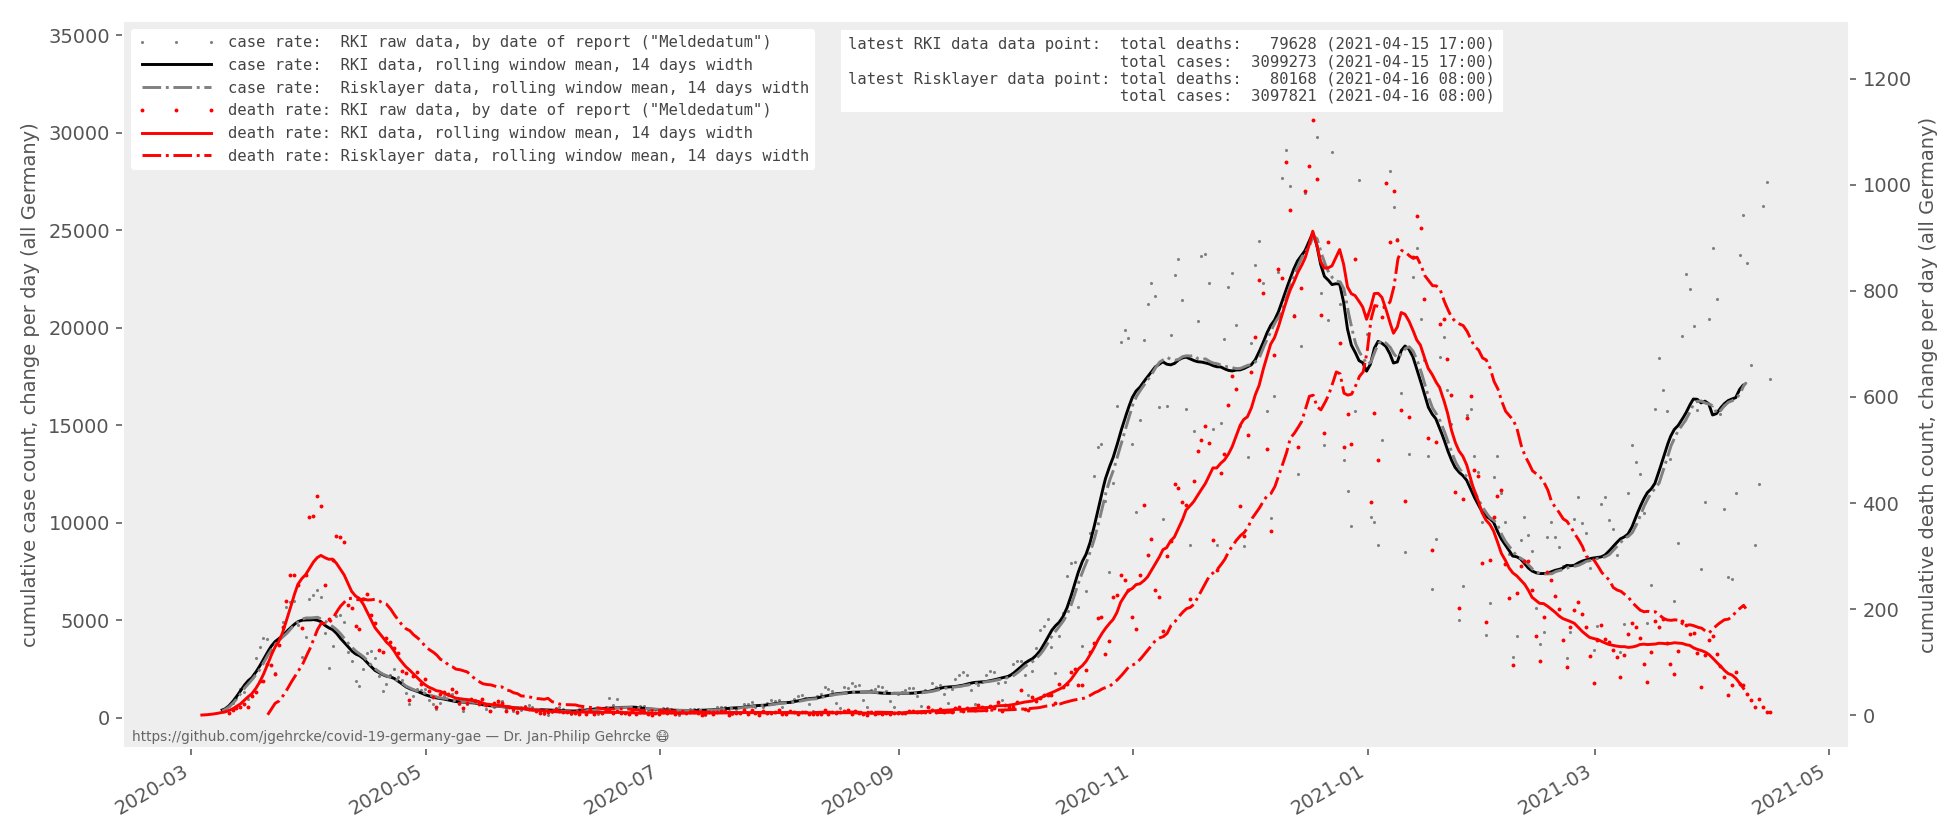 case rate:  RKI raw data, by date of report ("Meldedatum")
case rate:  RKI data, rolling window mean, 14 days width
case rate:  Risklayer data, rolling window mean, 14 days width
death rate: RKI raw data, by date of report ("Meldedatum")
death rate: RKI data, rolling window mean, 14 days width
death rate: Risklayer data, rolling window mean, 14 days width
latest RKI data data point:  total deaths:   79628 (2021-04-15 17:00)
total cases:  3099273 (2021-04-15 17:00)
latest Risklayer data point: total deaths:   80168 (2021-04-16 08:00)
total cases:  3097821 (2021-04-16 08:00)
cumulative case count, change per day (all Germany)
35000
30000
25000
20000
15000
10000
5000
0
1200
1000
800
600
400
200
0
cumulative death count, change per day (all Germany)
https://github.com/jgehrcke/covid-19-germany-gae — Dr. Jan-Philip Gehrcke 😷
2020-03
2020-05
2020-07
2020-09
2020-11
2021-01
2021-03
2021-05